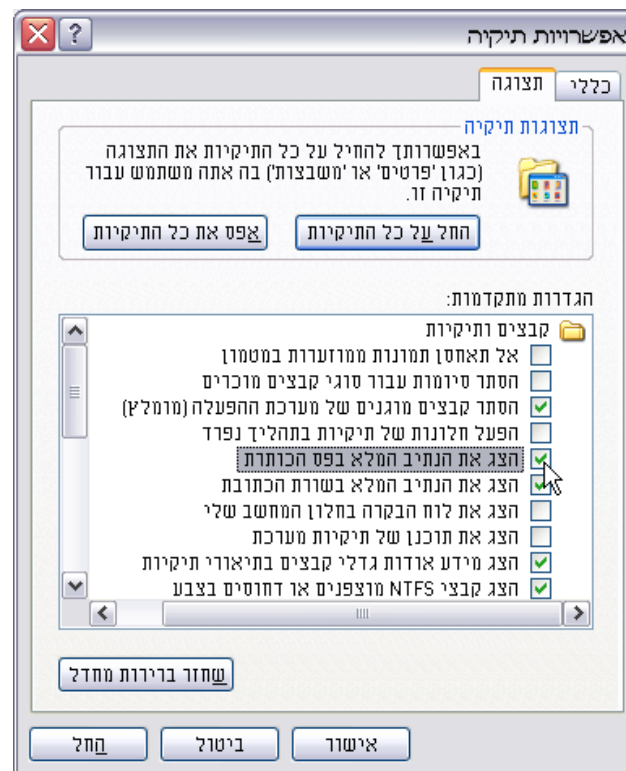 אפשרויות תיקיה
כללי
תצוגה
תצוגות תיקיה
באפשרותך להחיל על כל התיקיות את התצוגה
(כגון 'פרטים' או 'משבצות') בה אתה משתמש עבור
תיקיה זו.
החל על כל התיקיות
אפס את כל התיקיות
הגדרות מתקדמות:
קבצים ותיקיות
אל תאחסן תמונות ממוזערות במטמון
הסתר סיומות עבור סוגי קבצים מוכרים
הסתר קבצים מוגנים של מערכת ההפעלה (מומלץ)
הפעל חלונות של תיקיות בתהליך נפרד
הצג את הנתיב המלא בפס הכותרת
הצג את הנתיב המלא בשורת הכתובת
הצג את לוח הבקרה בחלון המחשב שלי
הצג את תוכנן של תיקיות מערכת
הצג מידע אודות גדלי קבצים בתיאורי תיקיות
הצג קבצי NTFS מוצפנים או דחוסים בצבע
שחזר ברירות מחדל
אישור
ביטול
החל